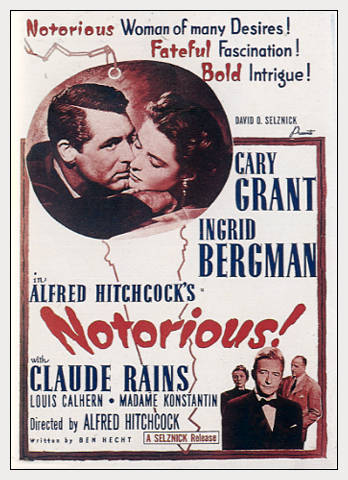 Notorious Woman of many Desires!
Fateful Fascination!
Bold Intrigue!
DAVID O. SELZNICK
Presents
CARY
GRANT
INGRID
BERGMAN
in
ALFRED HITCHCOCK'S
Notorious!
with
CLAUDE RAINS
LOUIS CALHERN • MADAME KONSTANTIN
Directed by ALFRED HITCHCOCK
Written by BEN HECHT
A SELZNICK Release